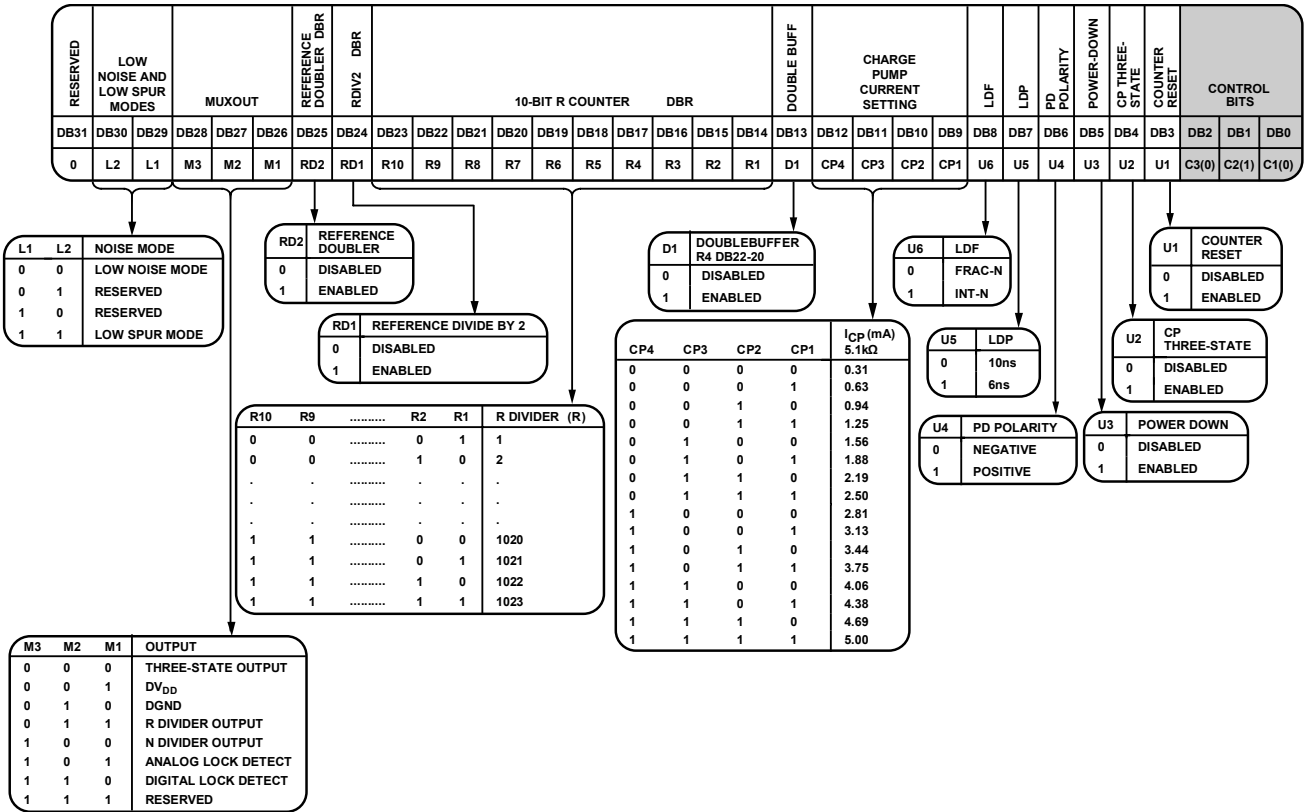 RESERVED
LOW
NOISE AND
LOW SPUR
MODES
MUXOUT
REFERENCE
DOUBLER DBR
RDIV2 DBR
10-BIT R COUNTER DBR
DOUBLE BUFF
CHARGE
PUMP
CURRENT
SETTING
LDF
LDP
PD
POLARITY
POWER-DOWN
CP THREE-
STATE
COUNTER
RESET
CONTROL
BITS
DB31 DB30 DB29 DB28 DB27 DB26 DB25 DB24 DB23 DB22 DB21 DB20 DB19 DB18 DB17 DB16 DB15 DB14 DB13 DB12 DB11 DB10 DB9 DB8 DB7 DB6 DB5 DB4 DB3 DB2 DB1 DB0
0 L2 L1 M3 M2 M1 RD2 RD1 R10 R9 R8 R7 R6 R5 R4 R3 R2 R1 D1 CP4 CP3 CP2 CP1 U6 U5 U4 U3 U2 U1 C3(0) C2(1) C1(0)
L1 L2 NOISE MODE
0 0 LOW NOISE MODE
0 1 RESERVED
1 0 RESERVED
1 1 LOW SPUR MODE
RD2 REFERENCE
DOUBLER
0 DISABLED
1 ENABLED
RD1 REFERENCE DIVIDE BY 2
0 DISABLED
1 ENABLED
R10 R9 .......... R2 R1 R DIVIDER (R)
0 0 .......... 0 1 1
0 0 .......... 1 0 2
. . .......... . . .
. . .......... . . .
. . .......... . . .
1 1 .......... 0 0 1020
1 1 .......... 0 1 1021
1 1 .......... 1 0 1022
1 1 .......... 1 1 1023
D1 DOUBLEBUFFER
R4 DB22-20
0 DISABLED
1 ENABLED
ICP (mA)
CP4 CP3 CP2 CP1 5.1kΩ
0 0 0 0 0.31
0 0 0 1 0.63
0 0 1 0 0.94
0 0 1 1 1.25
0 1 0 0 1.56
0 1 0 1 1.88
0 1 1 0 2.19
0 1 1 1 2.50
1 0 0 0 2.81
1 0 0 1 3.13
1 0 1 0 3.44
1 0 1 1 3.75
1 1 0 0 4.06
1 1 0 1 4.38
1 1 1 0 4.69
1 1 1 1 5.00
U6 LDF
0 FRAC-N
1 INT-N
U5 LDP
0 10ns
1 6ns
U4 PD POLARITY
0 NEGATIVE
1 POSITIVE
U1 COUNTER
RESET
0 DISABLED
1 ENABLED
U2 CP
THREE-STATE
0 DISABLED
1 ENABLED
U3 POWER DOWN
0 DISABLED
1 ENABLED
M3 M2 M1 OUTPUT
0 0 0 THREE-STATE OUTPUT
0 0 1 DVDD
0 1 0 DGND
0 1 1 R DIVIDER OUTPUT
1 0 0 N DIVIDER OUTPUT
1 0 1 ANALOG LOCK DETECT
1 1 0 DIGITAL LOCK DETECT
1 1 1 RESERVED